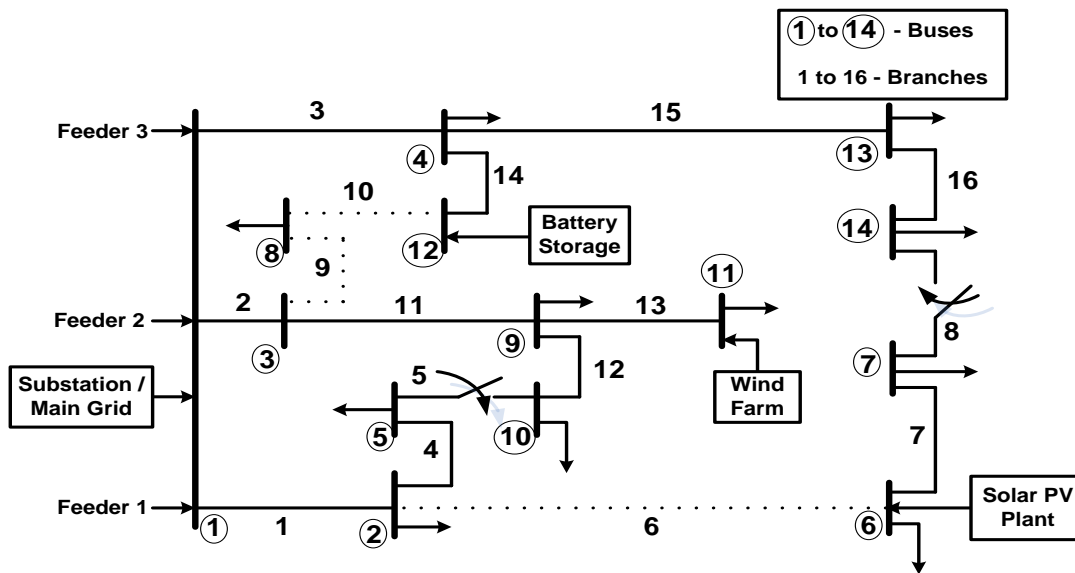 1 to 14 - Buses
1 to 16 - Branches
Feeder 3
3
15
4
13
14
16
10
Battery
Storage
8
12
14
9
11
Feeder 2
2
11
13
3
9
8
7
12
5
Wind
Farm
Substation /
Main Grid
5
10
4
7
Feeder 1
1
1
2
6
6
Solar PV
Plant